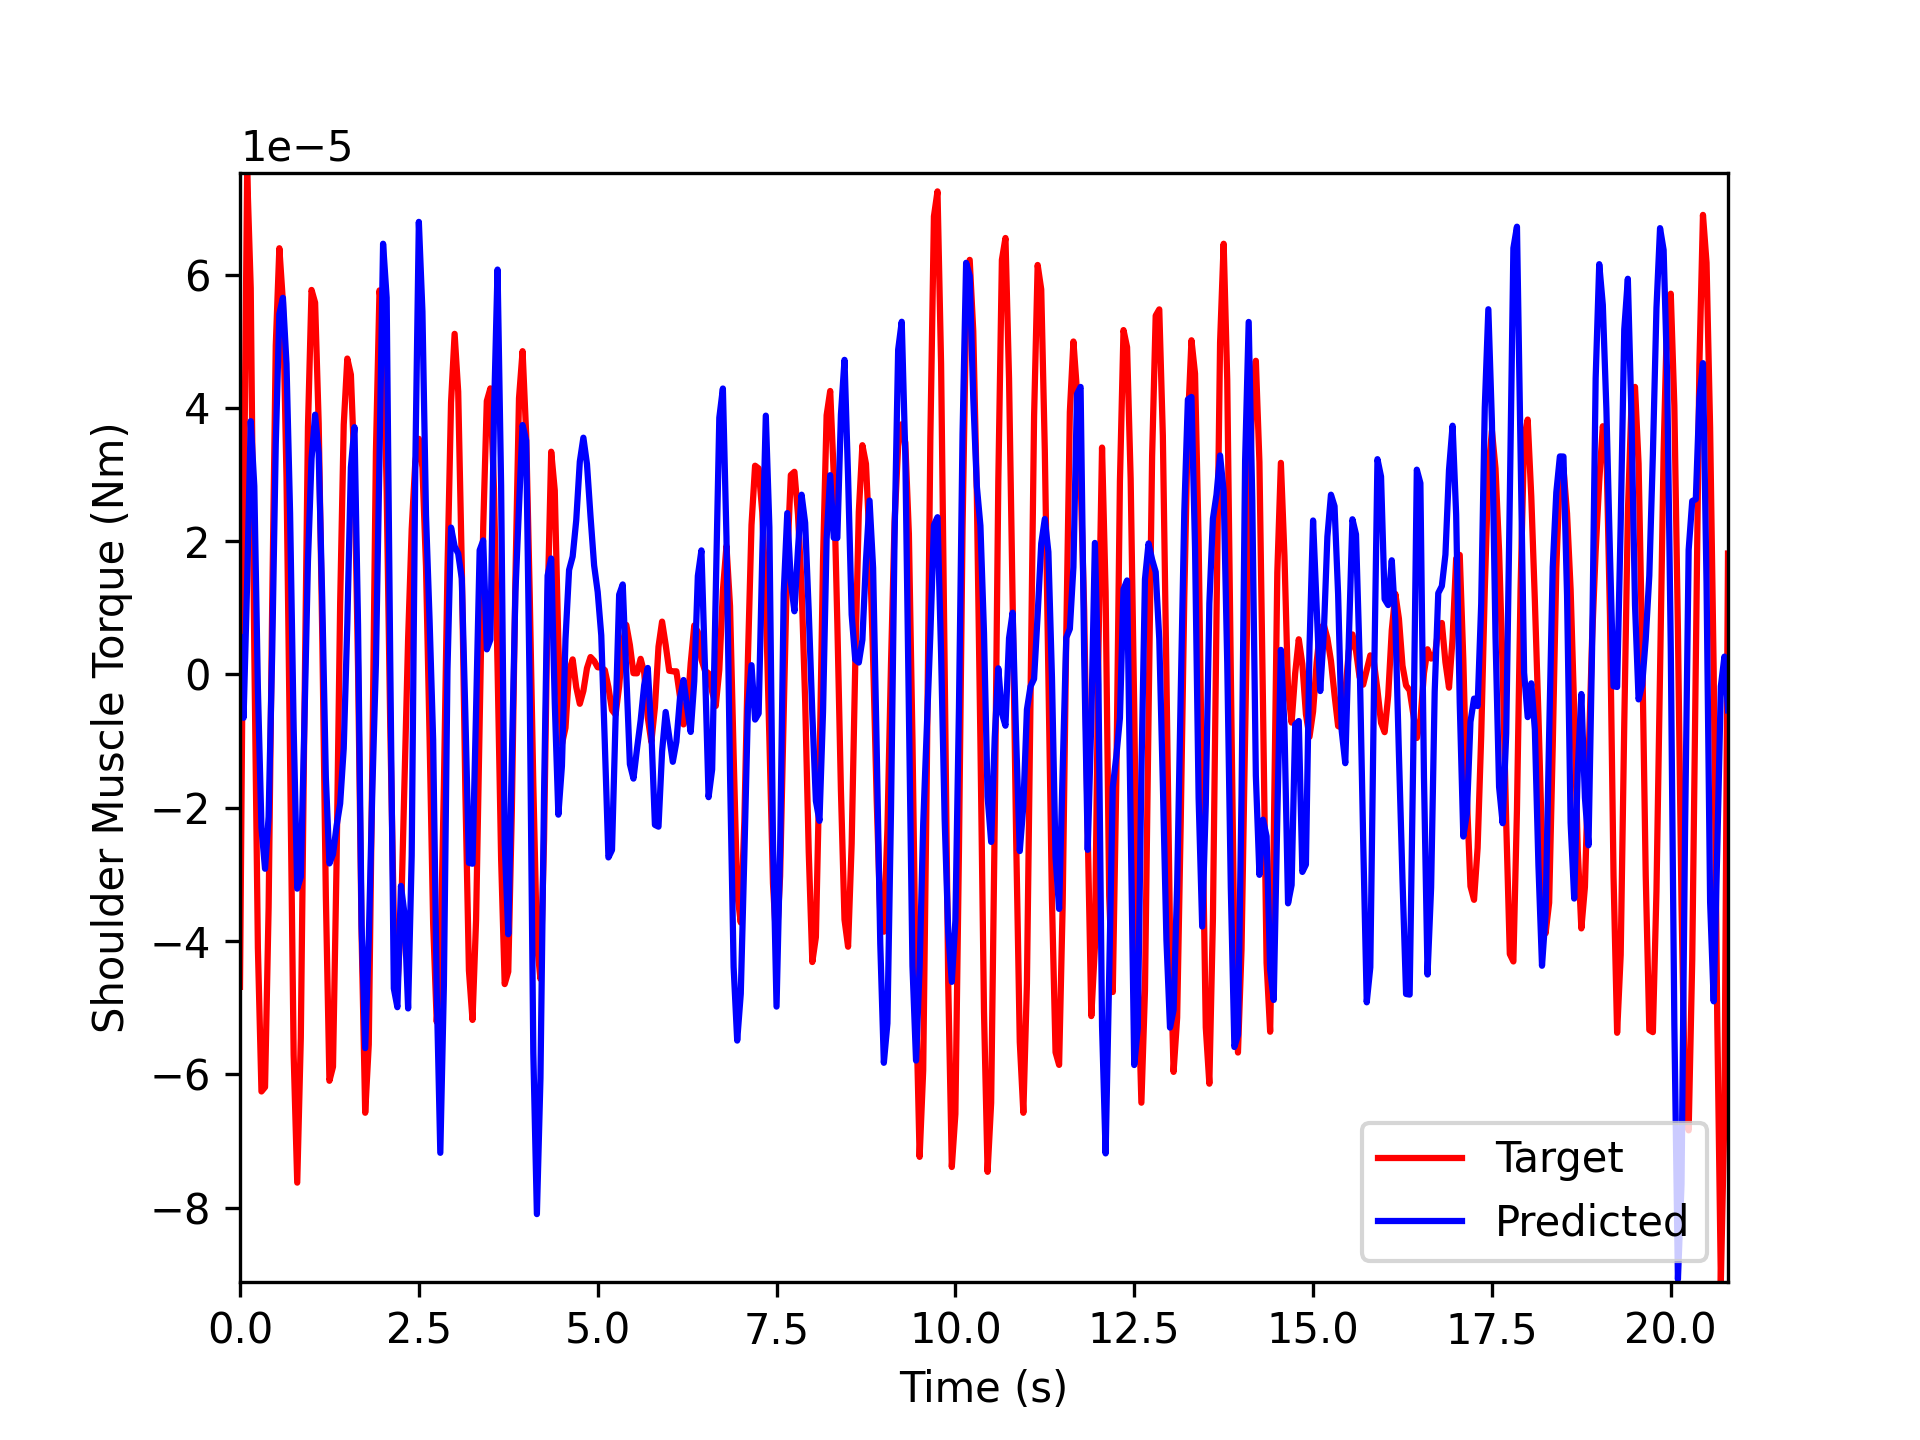 1e−5
Shoulder Muscle Torque (Nm)
6
4
2
0
−2
−4
−6
−8
Target
Predicted
0.0 2.5 5.0 7.5 10.0 12.5 15.0 17.5 20.0
Time (s)